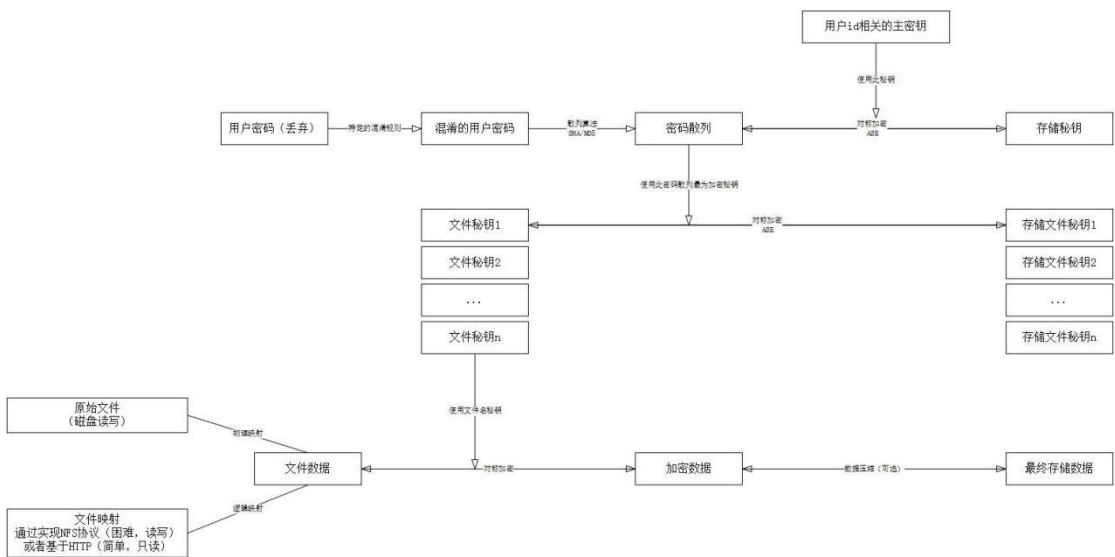 用户id相关的主密钥
使用此秘钥
用户密码（丢弃）
特定的混淆规则
混淆的用户密码
散列算法
SHA/MD5
密码散列
对称加密
ASE
存储秘钥
使用此密码散列最为加密秘钥
文件秘钥1
对称加密
ASE
存储文件秘钥1
文件秘钥2
存储文件秘钥2
...
...
文件秘钥n
存储文件秘钥n
使用文件名秘钥
原始文件
（磁盘读写）
物理映射
文件数据
对称加密
加密数据
数据压缩（可选）
最终存储数据
逻辑映射
文件映射
通过实现NFS协议（困难，读写）
或者基于HTTP（简单，只读）